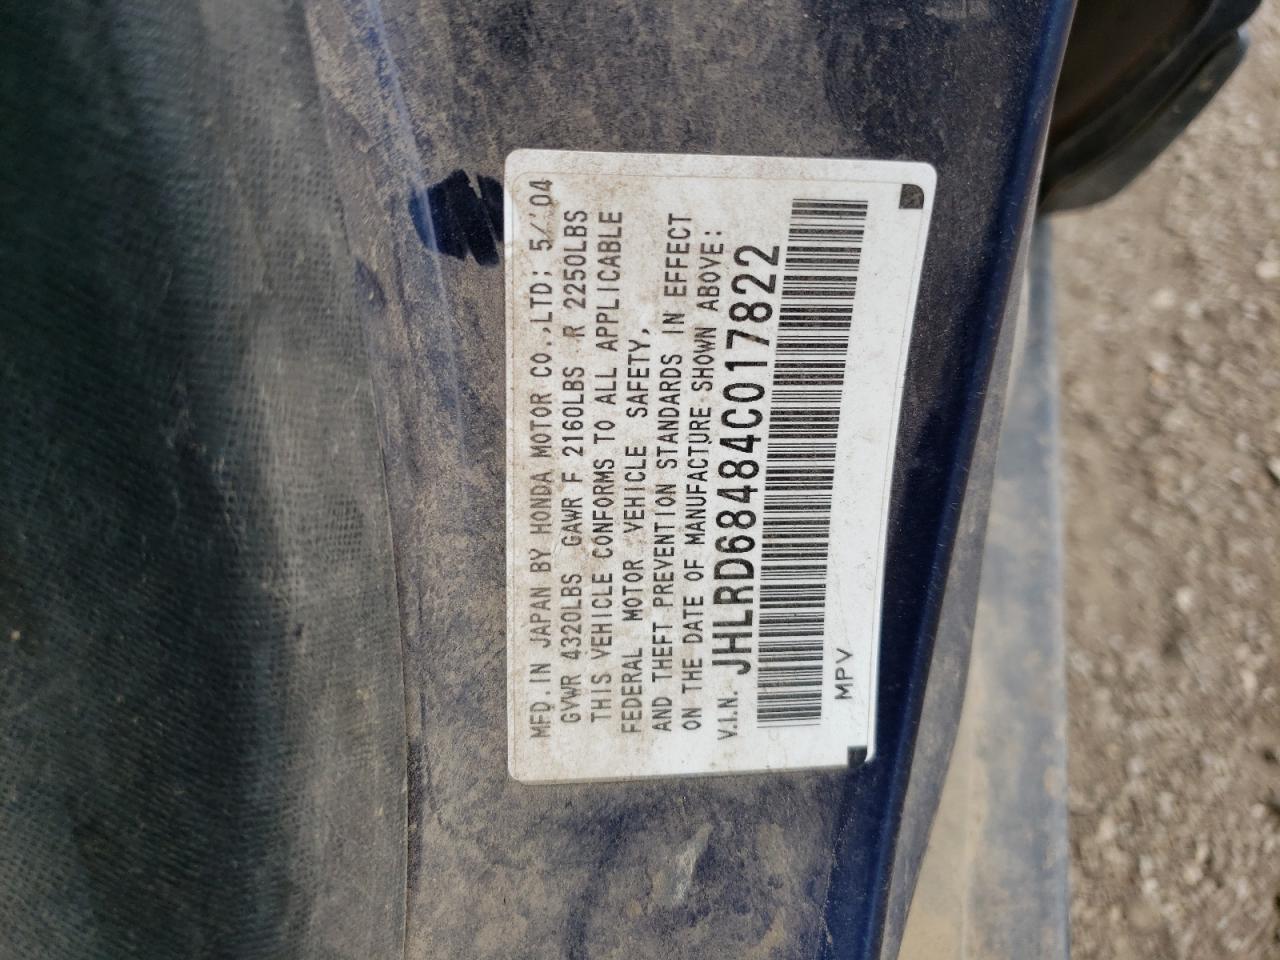 MFD. IN JAPAN BY HONDA MOTOR CO., LTD; 5/'04
GVWR 4320LBS GAWR F 2160LBS R 2250LBS
THIS VEHICLE CONFORMS TO ALL APPLICABLE
FEDERAL MOTOR VEHICLE SAFETY,
AND THEFT PREVENTION STANDARDS IN EFFECT
ON THE DATE OF MANUFACTURE SHOWN ABOVE:
V.I.N. JHLRD68484C017822
MPV